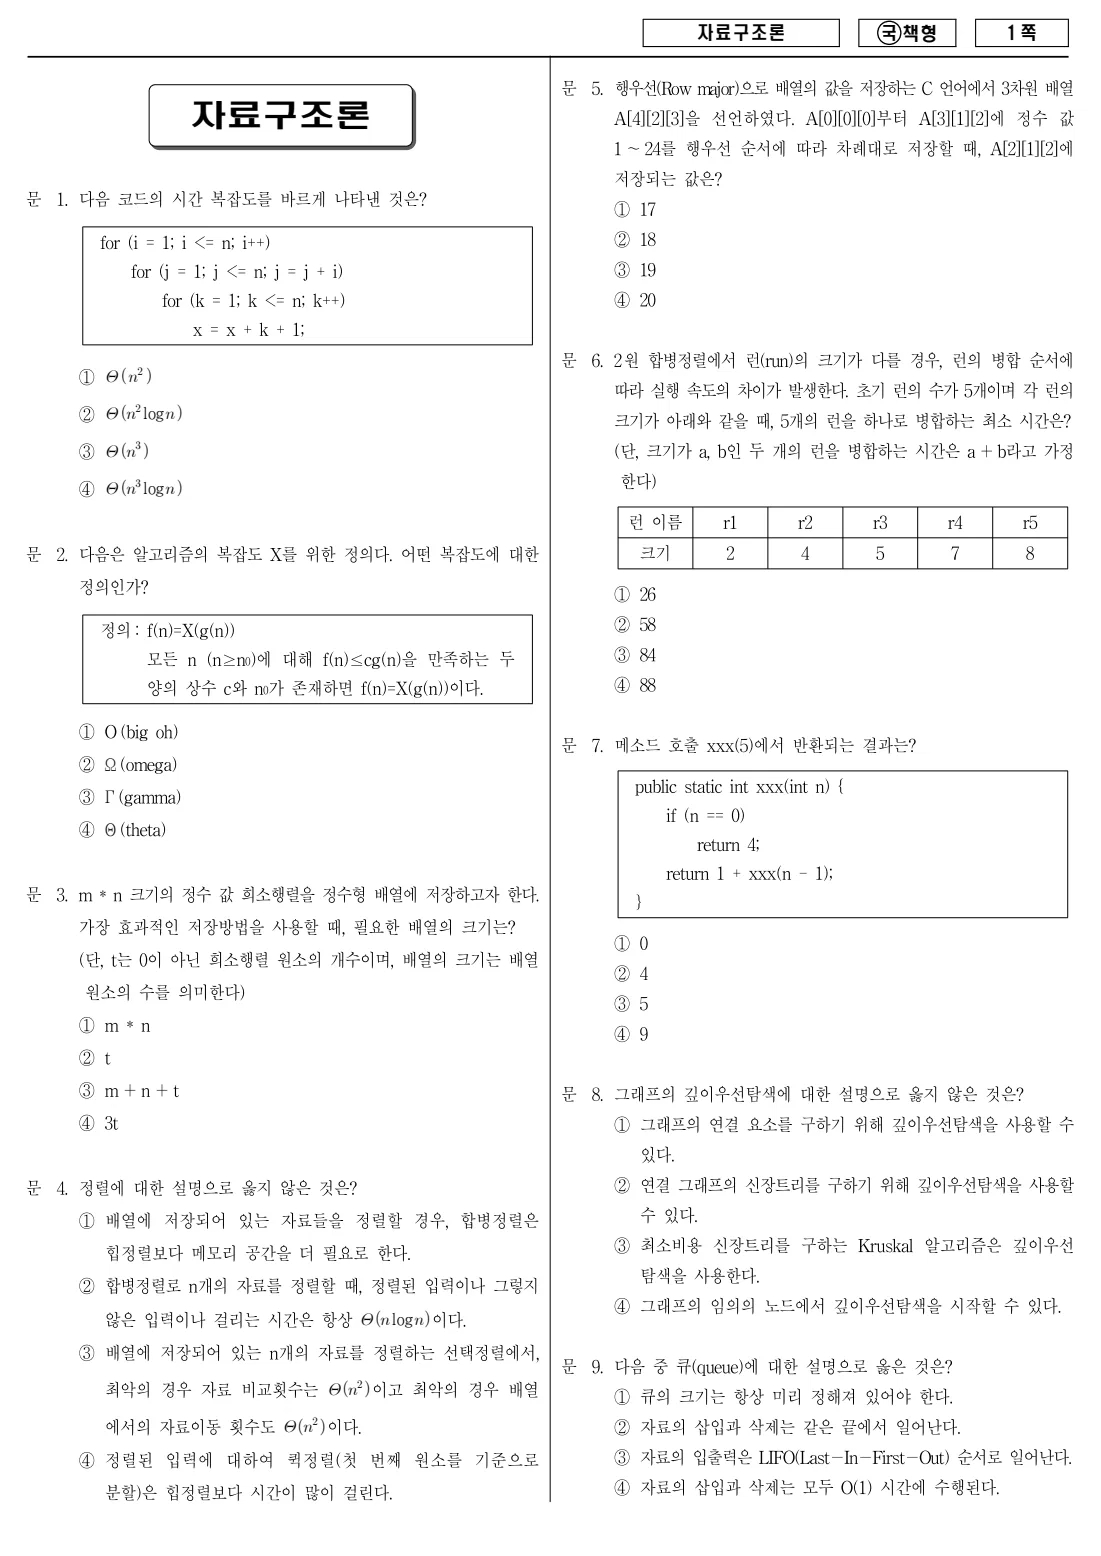 자료구조론
국책형
1 쪽
자료구조론
문 1. 다음 코드의 시간 복잡도를 바르게 나타낸 것은?
for (i = 1; i <= n; i++)
for (j = 1; j <= n; j = j + i)
for (k = 1; k <= n; k++)
x = x + k + 1;
① Θ(n²)
② Θ(n²logn)
③ Θ(n³)
④ Θ(n³logn)
문 2. 다음은 알고리즘의 복잡도 X를 위한 정의다. 어떤 복잡도에 대한
정의인가?
정의 : f(n)=X(g(n))
모든 n (n≥n₀)에 대해 f(n)≤cg(n)을 만족하는 두
양의 상수 c와 n₀가 존재하면 f(n)=X(g(n))이다.
① O (big oh)
② Ω (omega)
③ Γ (gamma)
④ Θ (theta)
문 3. m * n 크기의 정수 값 희소행렬을 정수형 배열에 저장하고자 한다.
가장 효과적인 저장방법을 사용할 때, 필요한 배열의 크기는?
(단, t는 0이 아닌 희소행렬 원소의 개수이며, 배열의 크기는 배열
원소의 수를 의미한다)
① m * n
② t
③ m + n + t
④ 3t
문 4. 정렬에 대한 설명으로 옳지 않은 것은?
① 배열에 저장되어 있는 자료들을 정렬할 경우, 합병정렬은
힙정렬보다 메모리 공간을 더 필요로 한다.
② 합병정렬로 n개의 자료를 정렬할 때, 정렬된 입력이나 그렇지
않은 입력이나 걸리는 시간은 항상 Θ(nlogn)이다.
③ 배열에 저장되어 있는 n개의 자료를 정렬하는 선택정렬에서,
최악의 경우 자료 비교횟수는 Θ(n²)이고 최악의 경우 배열
에서의 자료이동 횟수도 Θ(n²)이다.
④ 정렬된 입력에 대하여 퀵정렬(첫 번째 원소를 기준으로
분할)은 힙정렬보다 시간이 많이 걸린다.
문 5. 행우선(Row major)으로 배열의 값을 저장하는 C 언어에서 3차원 배열
A[4][2][3]을 선언하였다. A[0][0][0]부터 A[3][1][2]에 정수 값
1 ~ 24를 행우선 순서에 따라 차례대로 저장할 때, A[2][1][2]에
저장되는 값은?
① 17
② 18
③ 19
④ 20
문 6. 2원 합병정렬에서 런(run)의 크기가 다를 경우, 런의 병합 순서에
따라 실행 속도의 차이가 발생한다. 초기 런의 수가 5개이며 각 런의
크기가 아래와 같을 때, 5개의 런을 하나로 병합하는 최소 시간은?
(단, 크기가 a, b인 두 개의 런을 병합하는 시간은 a + b라고 가정
한다)
런 이름 r1 r2 r3 r4 r5
크기 2 4 5 7 8
① 26
② 58
③ 84
④ 88
문 7. 메소드 호출 xxx(5)에서 반환되는 결과는?
public static int xxx(int n) {
if (n == 0)
return 4;
return 1 + xxx(n - 1);
}
① 0
② 4
③ 5
④ 9
문 8. 그래프의 깊이우선탐색에 대한 설명으로 옳지 않은 것은?
① 그래프의 연결 요소를 구하기 위해 깊이우선탐색을 사용할 수
있다.
② 연결 그래프의 신장트리를 구하기 위해 깊이우선탐색을 사용할
수 있다.
③ 최소비용 신장트리를 구하는 Kruskal 알고리즘은 깊이우선
탐색을 사용한다.
④ 그래프의 임의의 노드에서 깊이우선탐색을 시작할 수 있다.
문 9. 다음 중 큐(queue)에 대한 설명으로 옳은 것은?
① 큐의 크기는 항상 미리 정해져 있어야 한다.
② 자료의 삽입과 삭제는 같은 끝에서 일어난다.
③ 자료의 입출력은 LIFO(Last-In-First-Out) 순서로 일어난다.
④ 자료의 삽입과 삭제는 모두 O(1) 시간에 수행된다.